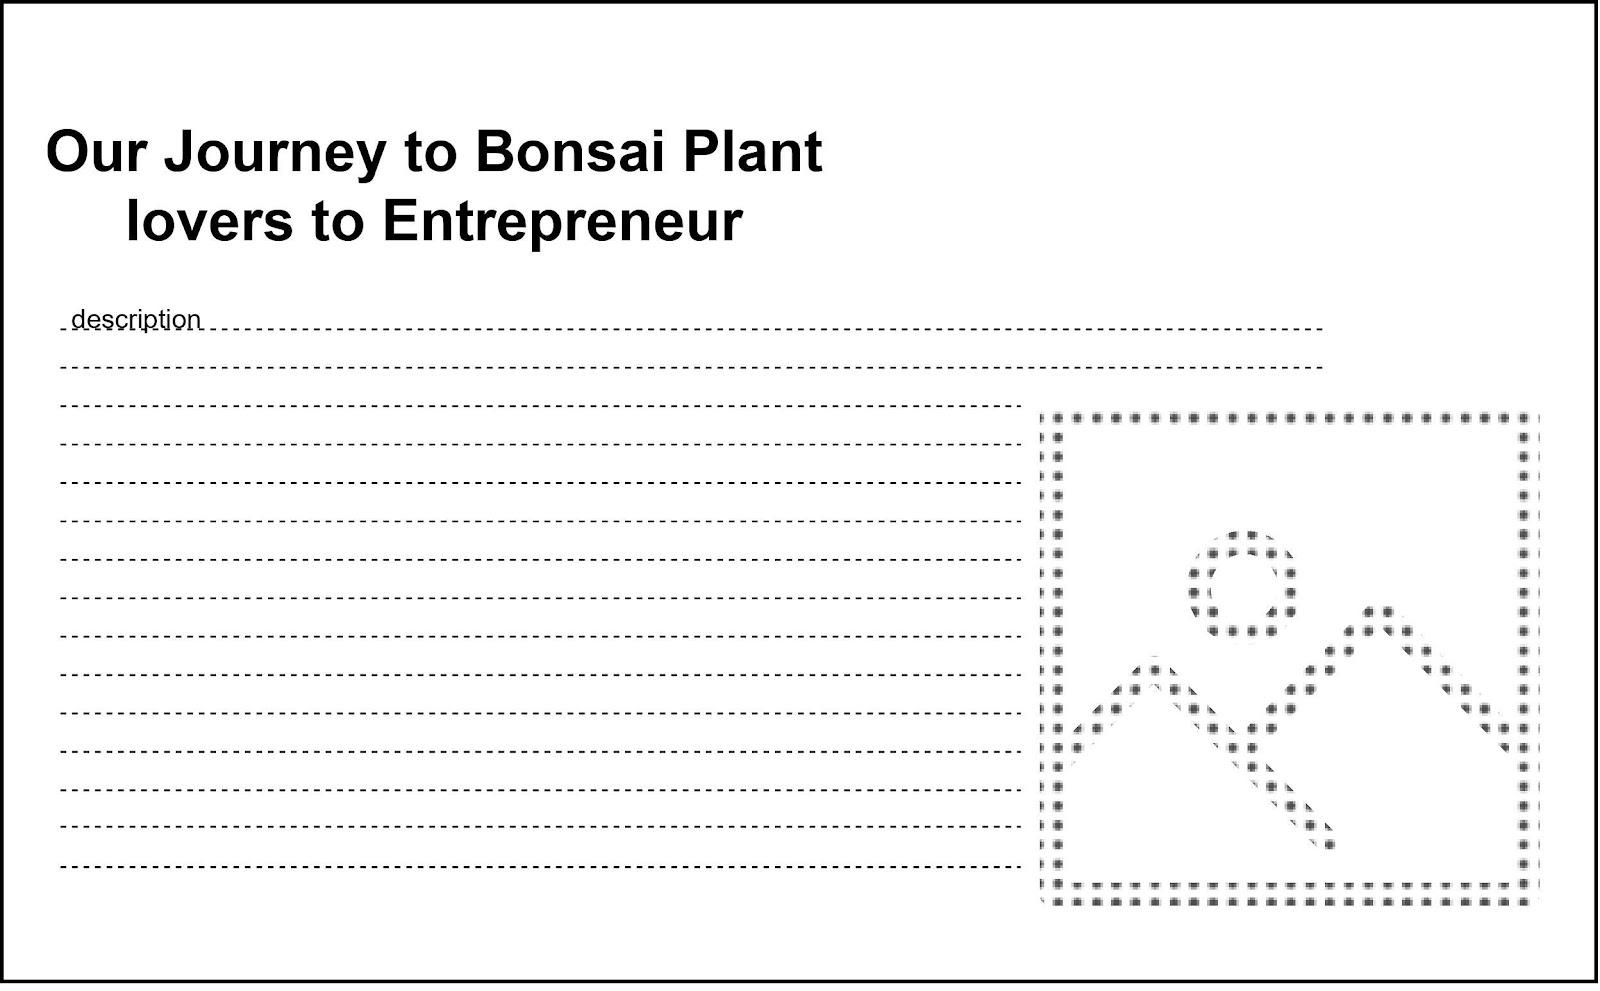 Our Journey to Bonsai Plant
lovers to Entrepreneur
description